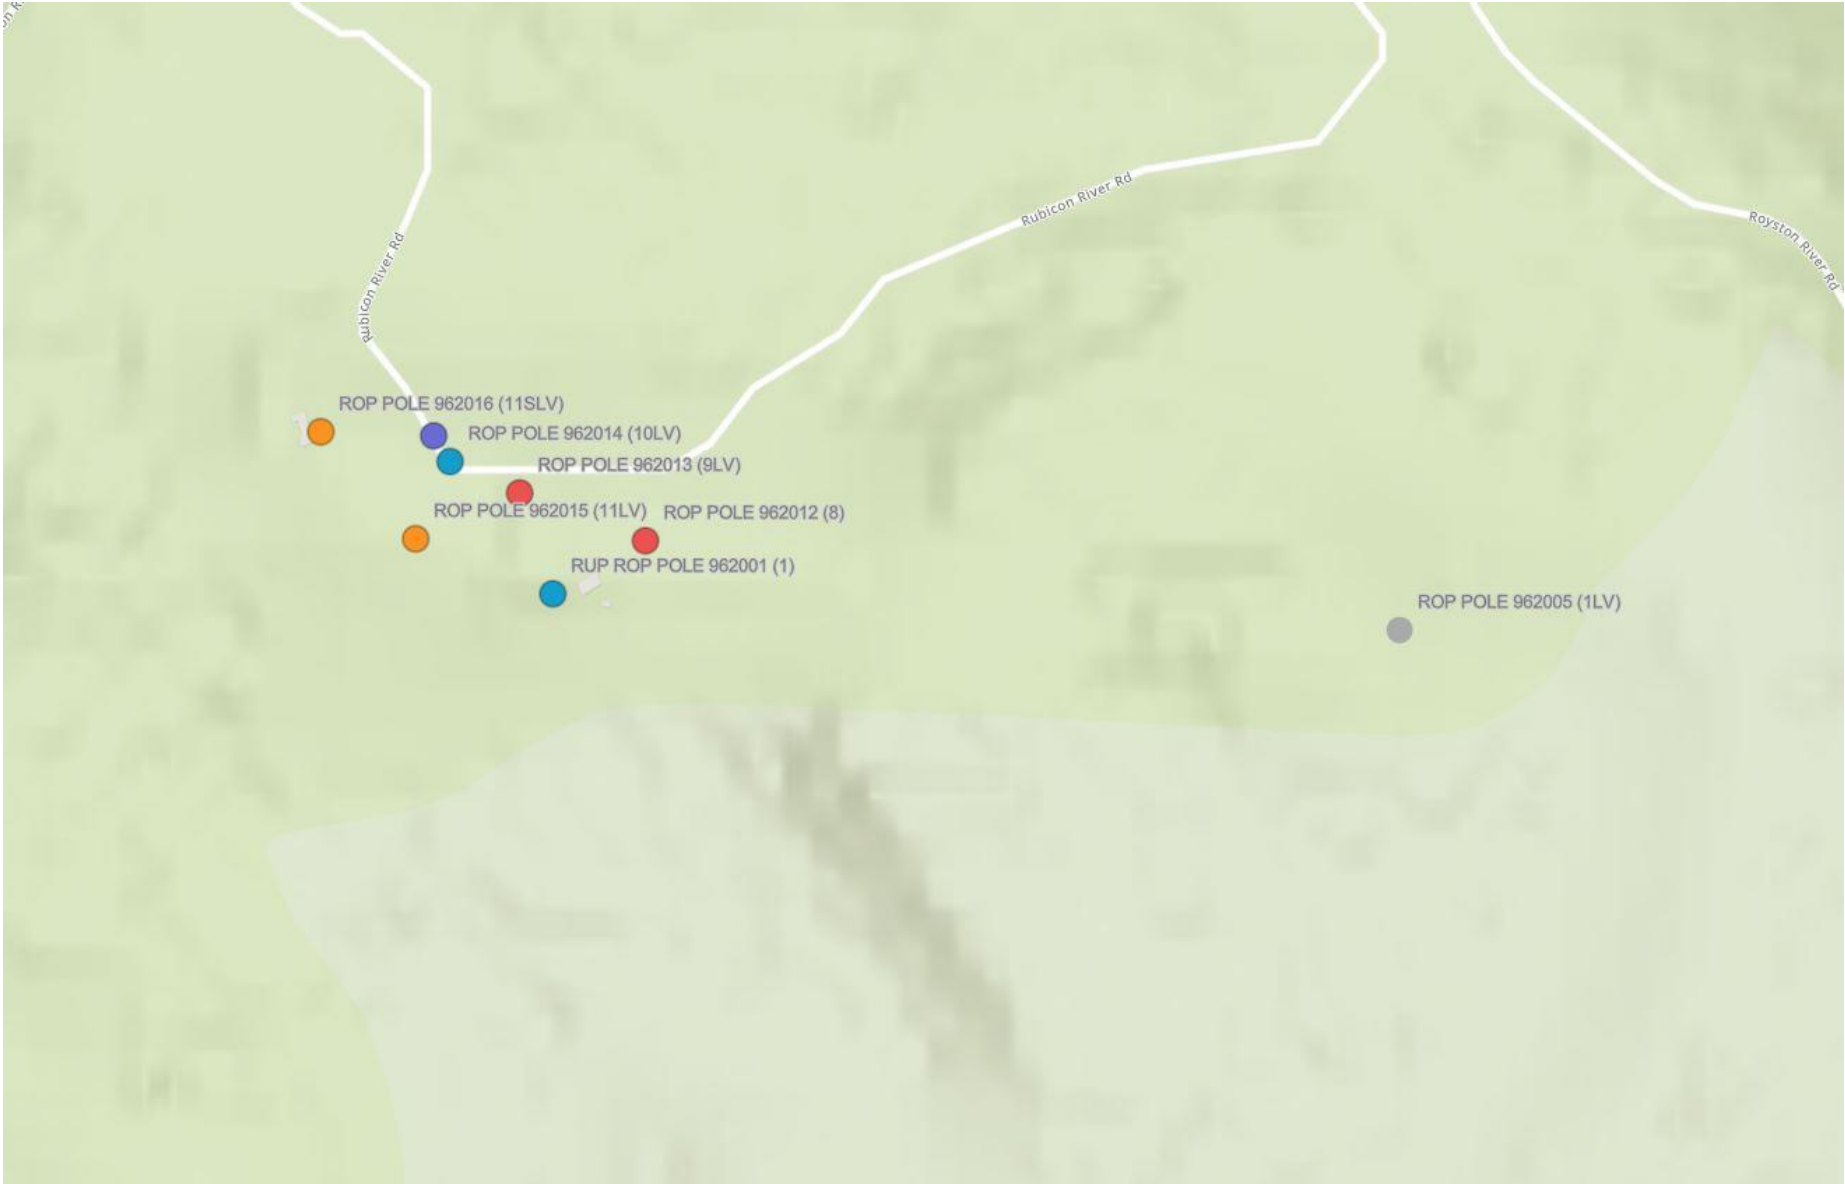 Rubicon River Rd
Royston River Rd
Rubicon River Rd
ROP POLE 962016 (11SLV)
ROP POLE 962014 (10LV)
ROP POLE 962013 (9LV)
ROP POLE 962015 (11LV)
ROP POLE 962012 (8)
RUP ROP POLE 962001 (1)
ROP POLE 962005 (1LV)